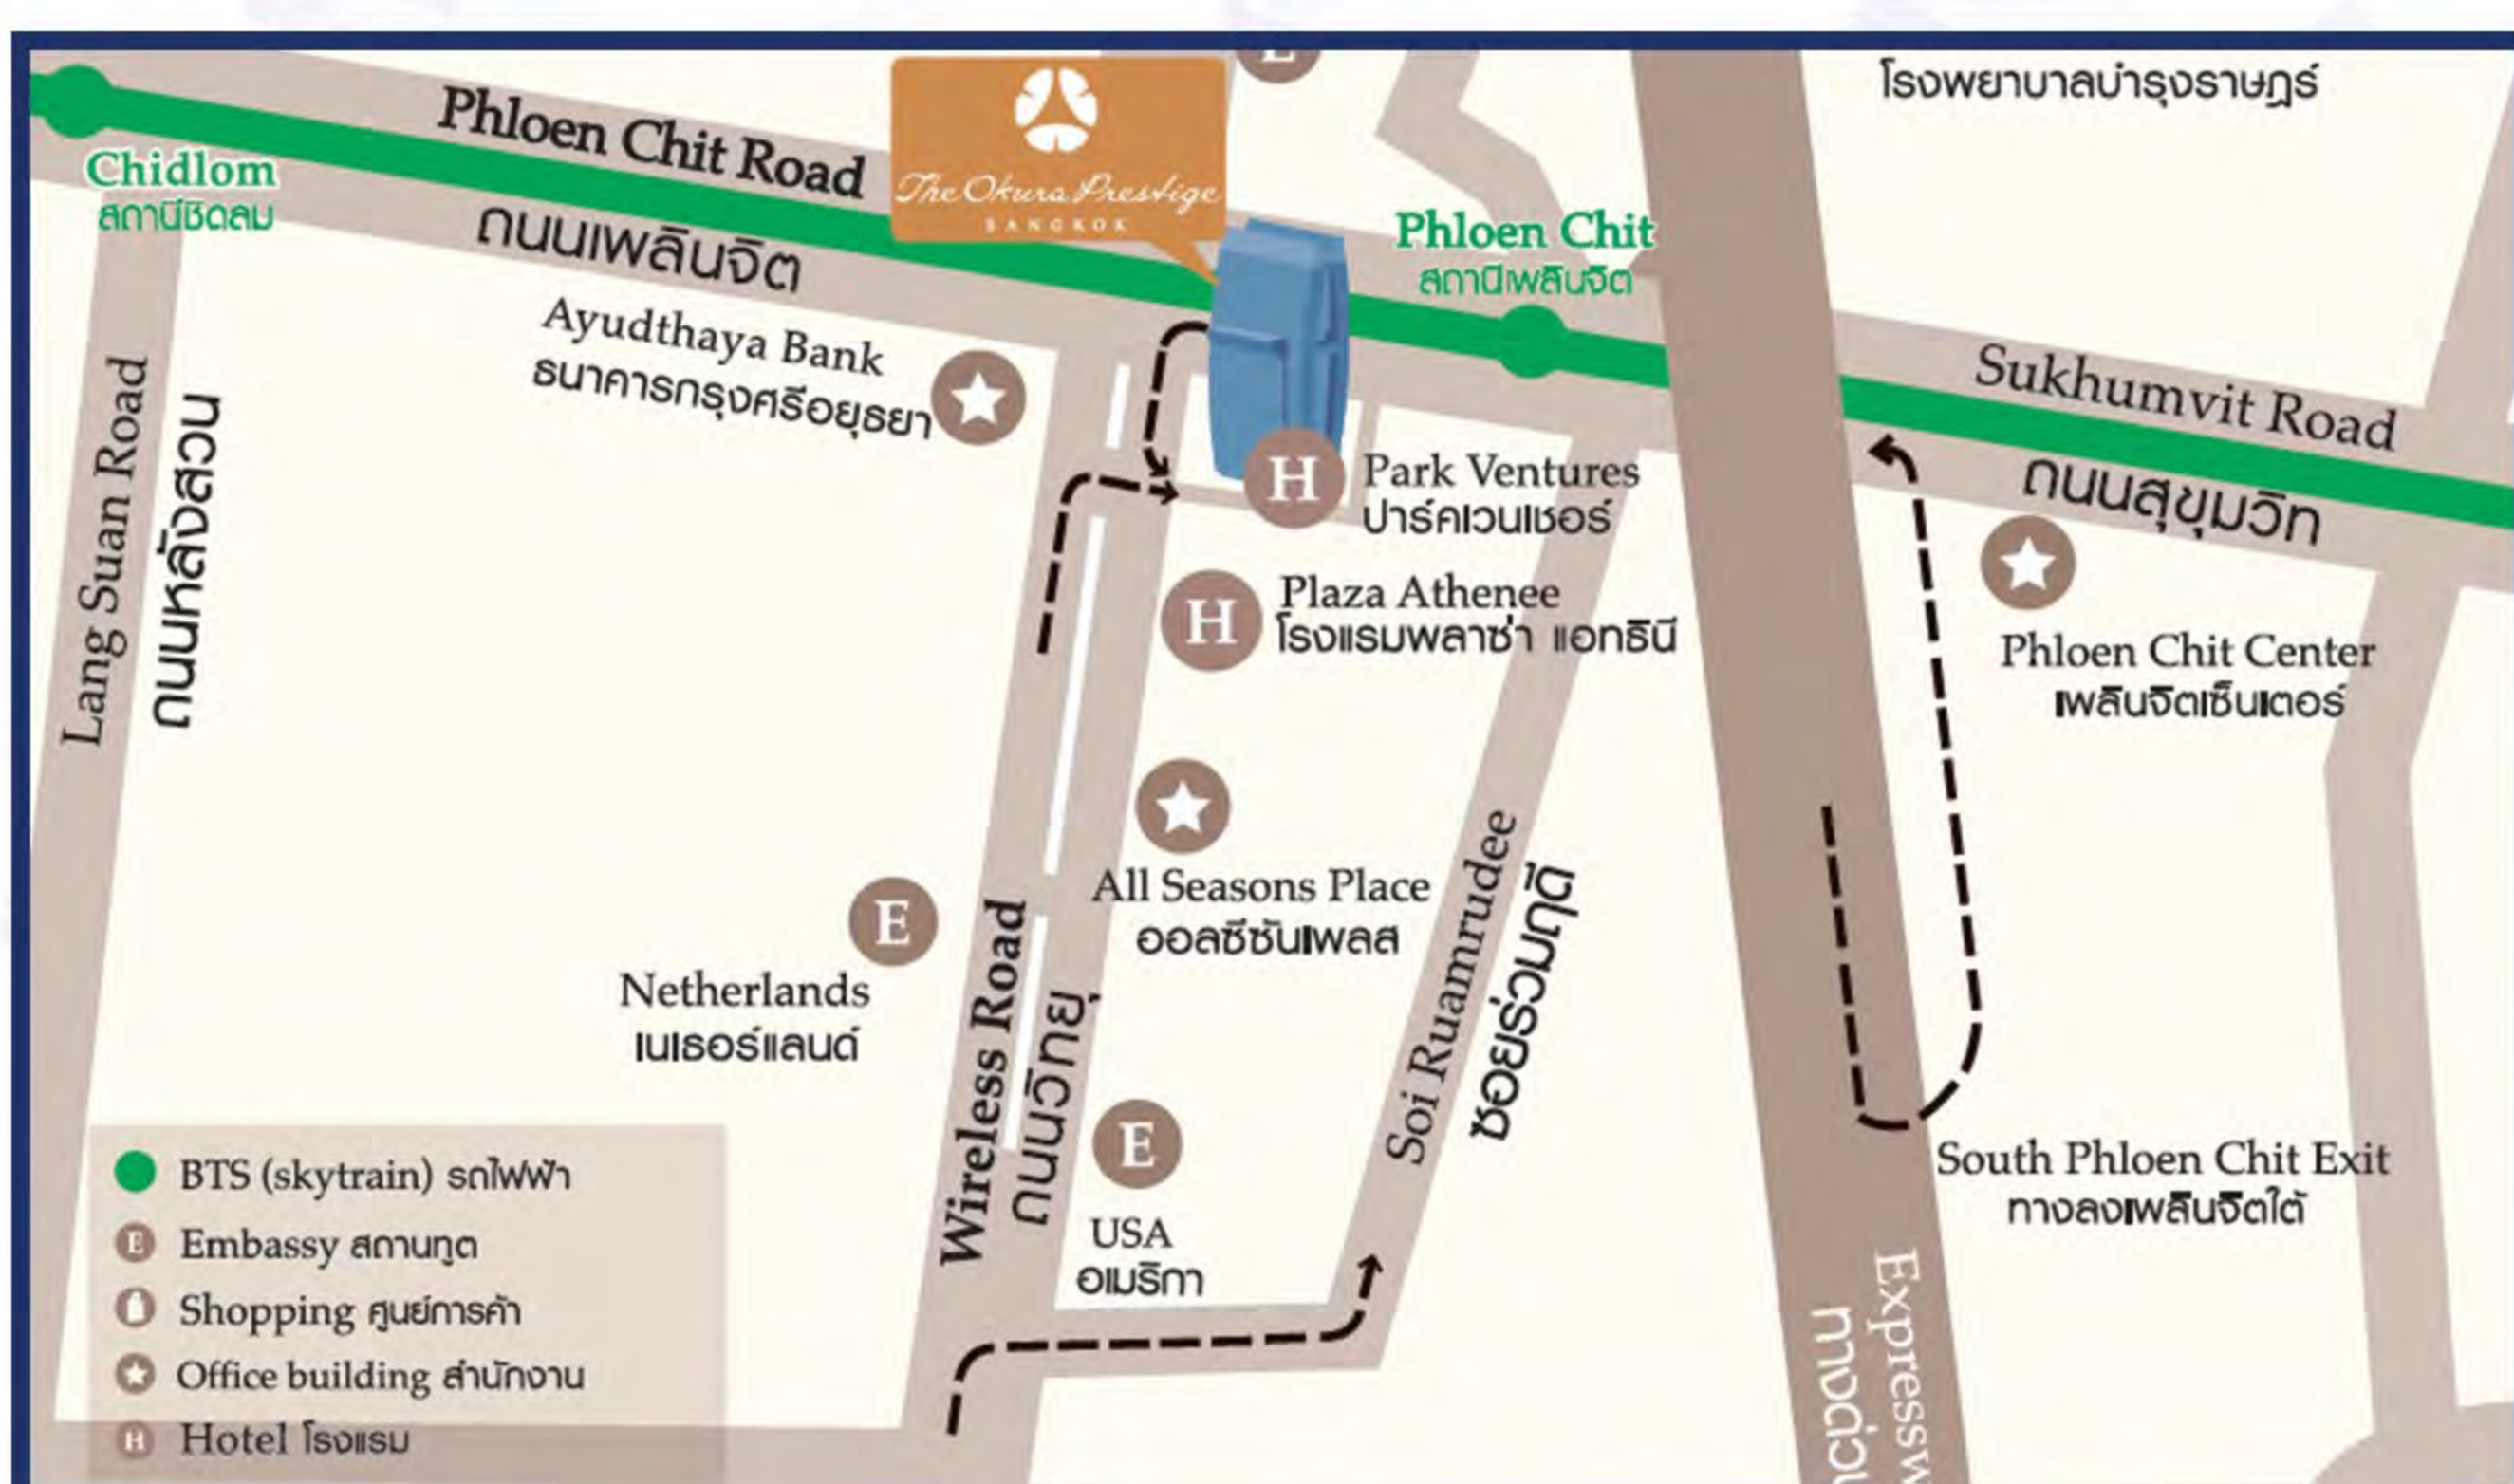 โรงพยาบาลบำรุงราษฎร์
Phloen Chit Road
ถนนเพลินจิต
The Okura Prestige
BANGKOK
Chidlom
สถานีชิดลม
Phloen Chit
สถานีเพลินจิต
Sukhumvit Road
ถนนสุขุมวิท
Ayudthaya Bank
ธนาคารกรุงศรีอยุธยา
Lang Suan Road
ถนนหลังสวน
H
Park Ventures
ปาร์คเวนเชอร์
H
Plaza Athenee
โรงแรมพลาซ่า แอทธินี
Phloen Chit Center
เพลินจิตเซ็นเตอร์
All Seasons Place
ออลซีซันเพลส
E
Netherlands
เนเธอร์แลนด์
Wireless Road
ถนนวิทยุ
Soi Ruamrudee
ซอยร่วมฤดี
E
USA
อเมริกา
South Phloen Chit Exit
ทางลงเพลินจิตใต้
BTS (skytrain) รถไฟฟ้า
E Embassy สถานทูต
Shopping ศูนย์การค้า
Office building สำนักงาน
H Hotel โรงแรม